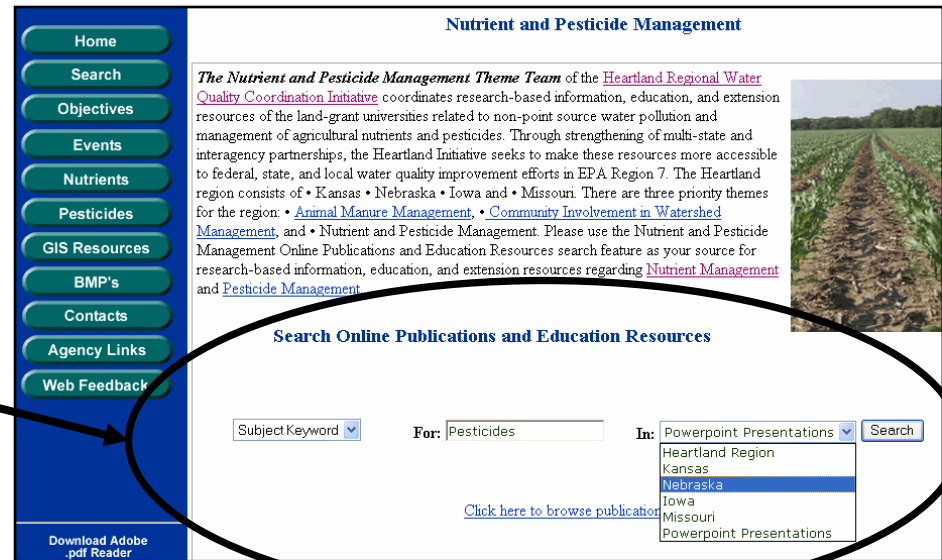 Nutrient and Pesticide Management
Home
Search
Objectives
Events
Nutrients
Pesticides
GIS Resources
BMP's
Contacts
Agency Links
Web Feedback
Download Adobe
.pdf Reader
The Nutrient and Pesticide Management Theme Team of the Heartland Regional Water
Quality Coordination Initiative coordinates research-based information, education, and extension
resources of the land-grant universities related to non-point source water pollution and
management of agricultural nutrients and pesticides. Through strengthening of multi-state and
interagency partnerships, the Heartland Initiative seeks to make these resources more accessible
to federal, state, and local water quality improvement efforts in EPA Region 7. The Heartland
region consists of • Kansas • Nebraska • Iowa and • Missouri. There are three priority themes
for the region: • Animal Manure Management, • Community Involvement in Watershed
Management, and • Nutrient and Pesticide Management. Please use the Nutrient and Pesticide
Management Online Publications and Education Resources search feature as your source for
research-based information, education, and extension resources regarding Nutrient Management
and Pesticide Management.
Search Online Publications and Education Resources
Subject Keyword For: Pesticides In: Powerpoint Presentations Search
Heartland Region
Kansas
Nebraska
Iowa
Missouri
Powerpoint Presentations
Click here to browse publication